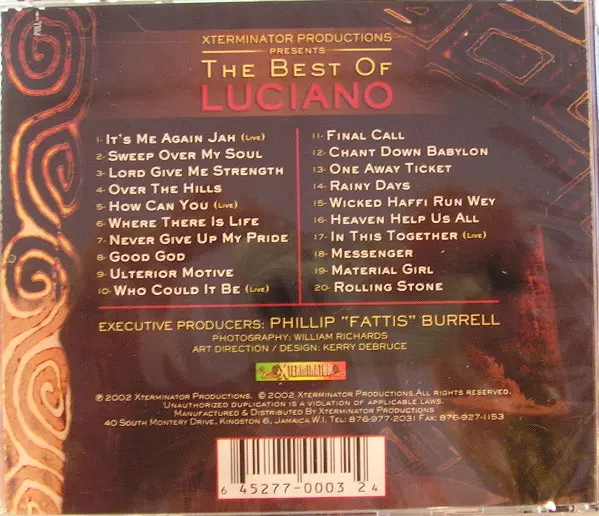 XTERMINATOR PRODUCTIONS
PRESENTS
THE BEST OF
LUCIANO
1- IT'S ME AGAIN JAH (LIVE)
2- SWEEP OVER MY SOUL
3- LORD GIVE ME STRENGTH
4- OVER THE HILLS
5- HOW CAN YOU (LIVE)
6- WHERE THERE IS LIFE
7- NEVER GIVE UP MY PRIDE
8- GOOD GOD
9- ULTERIOR MOTIVE
10- WHO COULD IT BE (LIVE)
11- FINAL CALL
12- CHANT DOWN BABYLON
13- ONE AWAY TICKET
14- RAINY DAYS
15- WICKED HAFFI RUN WEY
16- HEAVEN HELP US ALL
17- IN THIS TOGETHER (LIVE)
18- MESSENGER
19- MATERIAL GIRL
20- ROLLING STONE
EXECUTIVE PRODUCERS: PHILLIP "FATTIS" BURRELL
PHOTOGRAPHY: WILLIAM RICHARDS
ART DIRECTION / DESIGN: KERRY DEBRUCE
XTERMINATOR
℗ 2002 XTERMINATOR PRODUCTIONS. © 2002 XTERMINATOR PRODUCTIONS.ALL RIGHTS RESERVED.
UNAUTHORIZED DUPLICATION IS A VIOLATION OF APPLICABLE LAWS.
MANUFACTURED & DISTRIBUTED BY XTERMINATOR PRODUCTIONS
40 SOUTH MONTERY DRIVE, KINGSTON 6, JAMAICA W.I. TEL: 876-977-2031 FAX: 876-927-1153
6 45277-0003 2 4